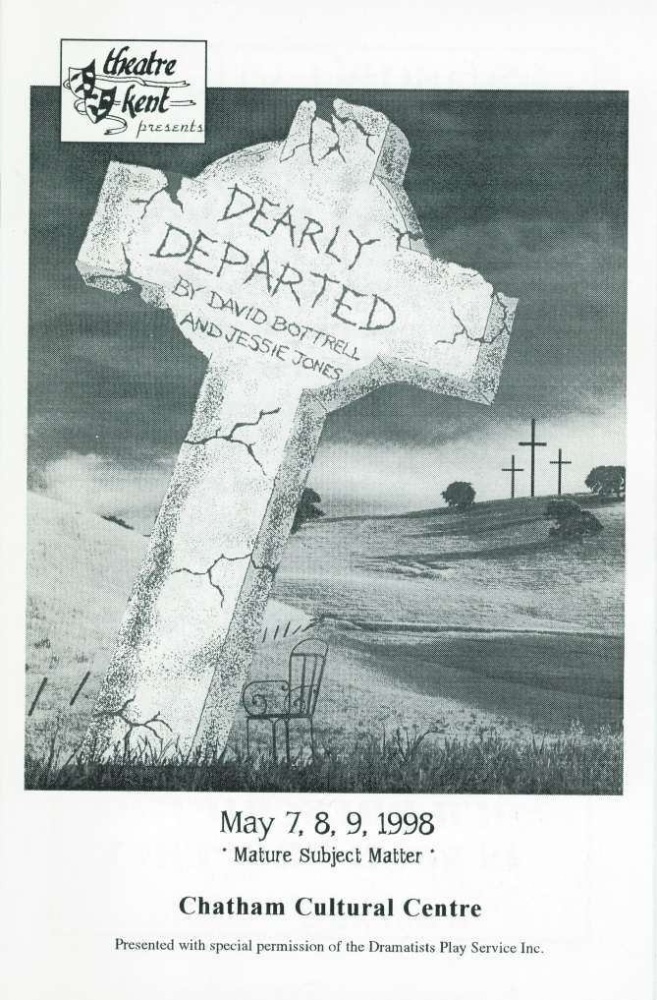 theatre
kent
presents
DEARLY
DEPARTED
BY DAVID BOTTRELL
AND JESSIE JONES
May 7, 8, 9, 1998
* Mature Subject Matter *
Chatham Cultural Centre
Presented with special permission of the Dramatists Play Service Inc.